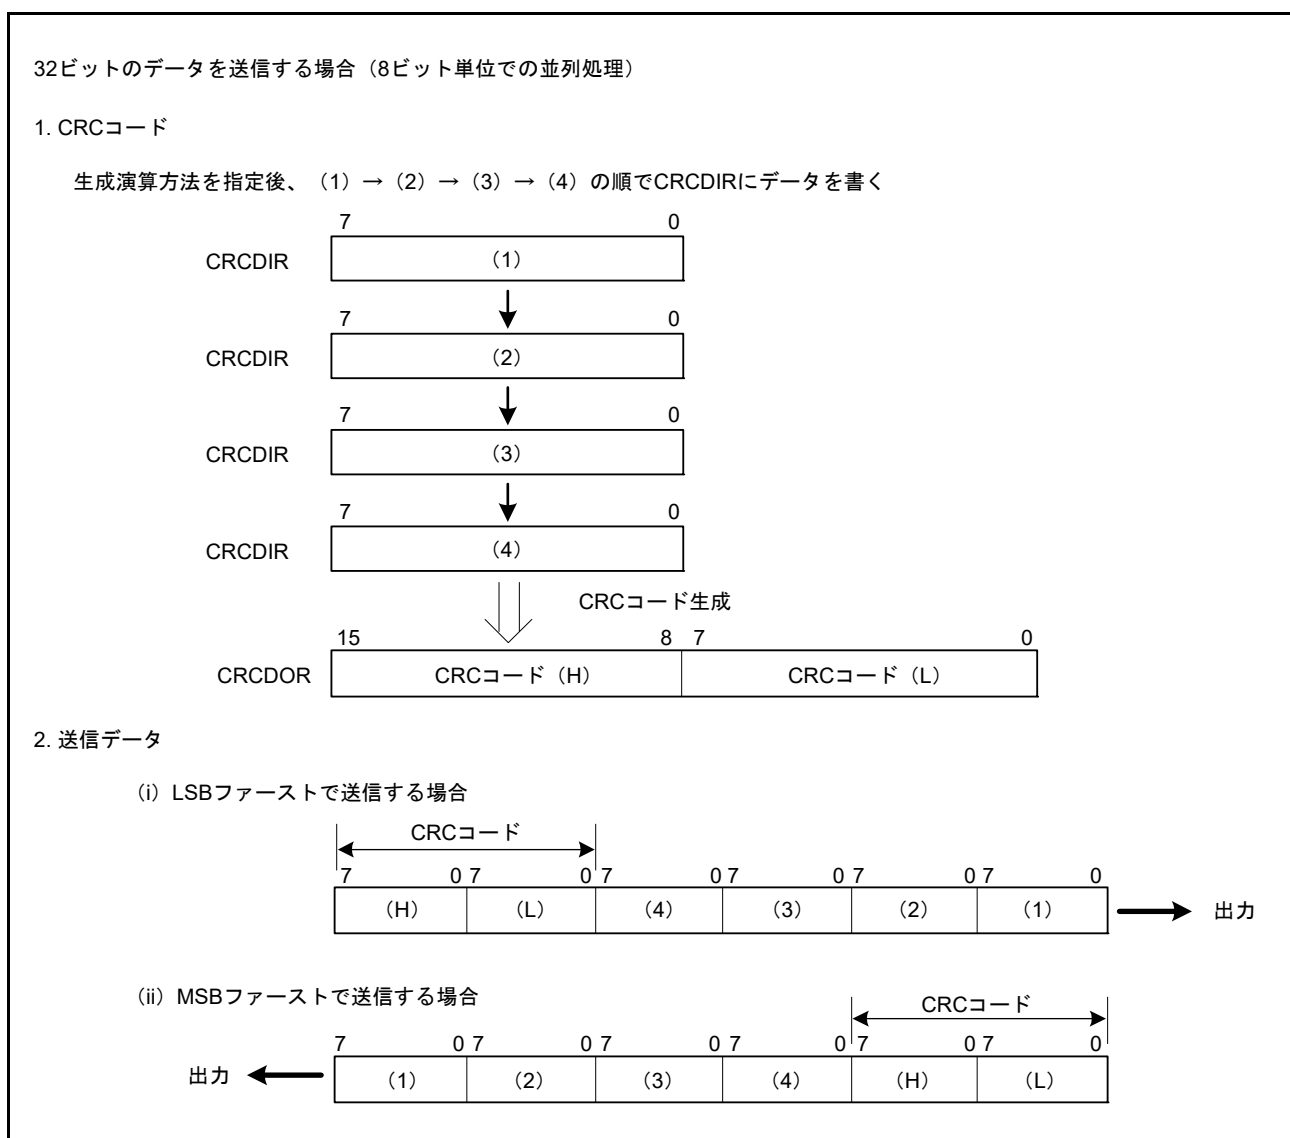 32ビットのデータを送信する場合（8ビット単位での並列処理）
1. CRCコード
生成演算方法を指定後、（1）→（2）→（3）→（4）の順でCRCDIRにデータを書く
7 0
CRCDIR （1）
7 0
CRCDIR （2）
7 0
CRCDIR （3）
7 0
CRCDIR （4）
CRCコード生成
15 8 7 0
CRCDOR CRCコード（H） CRCコード（L）
2. 送信データ
（i）LSBファーストで送信する場合
CRCコード
7 0 7 0 7 0 7 0 7 0 7 0
（H） （L） （4） （3） （2） （1） 出力
（ii）MSBファーストで送信する場合
CRCコード
7 0 7 0 7 0 7 0 7 0 7 0
出力 （1） （2） （3） （4） （H） （L）